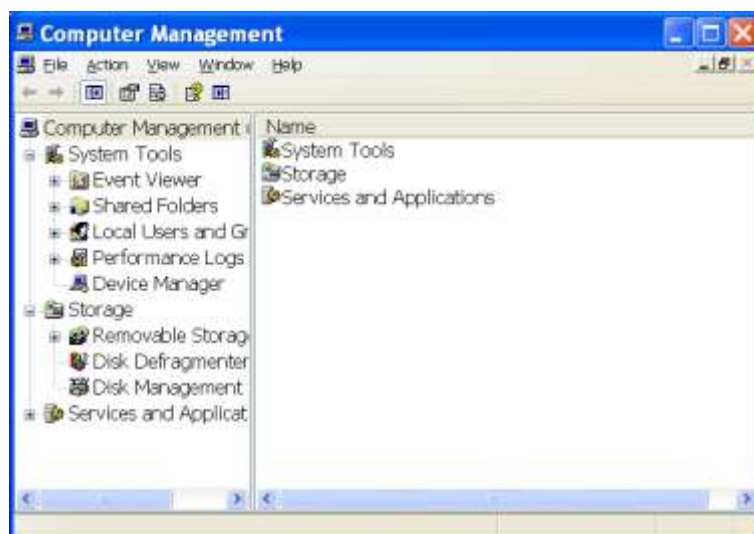 Computer Management
File Action View Window Help
Computer Management (
System Tools
Event Viewer
Shared Folders
Local Users and Gr
Performance Logs
Device Manager
Storage
Removable Storag
Disk Defragmenter
Disk Management
Services and Applicat
Name
System Tools
Storage
Services and Applications